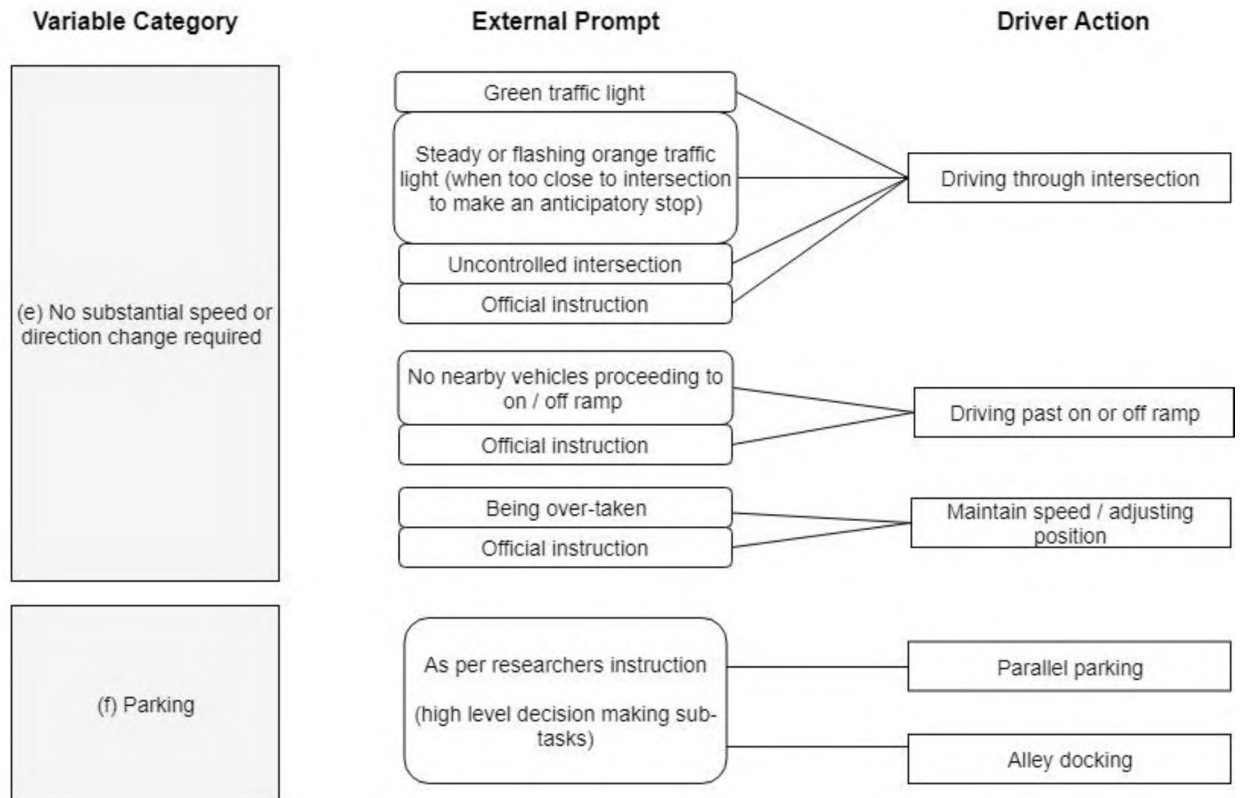 Variable Category
External Prompt
Driver Action
(e) No substantial speed or
direction change required
Green traffic light
Steady or flashing orange traffic
light (when too close to intersection
to make an anticipatory stop)
Uncontrolled intersection
Official instruction
Driving through intersection
No nearby vehicles proceeding to
on / off ramp
Official instruction
Driving past on or off ramp
Being over-taken
Official instruction
Maintain speed / adjusting
position
(f) Parking
As per researchers instruction
(high level decision making sub-
tasks)
Parallel parking
Alley docking